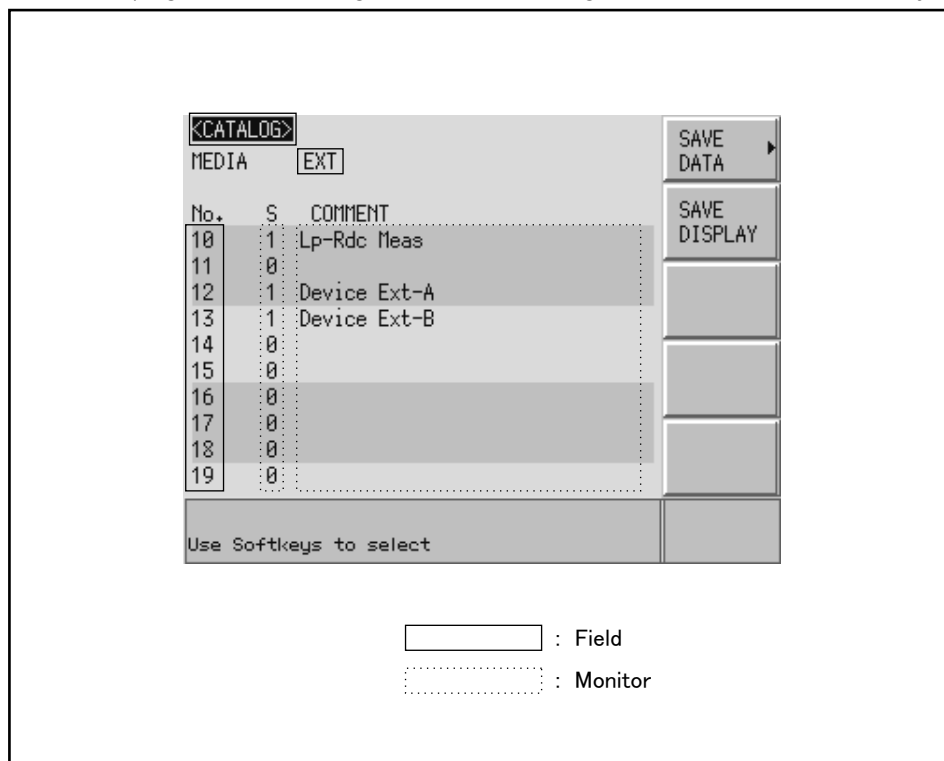 <CATALOG>
MEDIA EXT
No. S COMMENT
10 1 Lp-Rdc Meas
11 0
12 1 Device Ext-A
13 1 Device Ext-B
14 0
15 0
16 0
17 0
18 0
19 0
Use Softkeys to select
SAVE
DATA
SAVE
DISPLAY
: Field
: Monitor